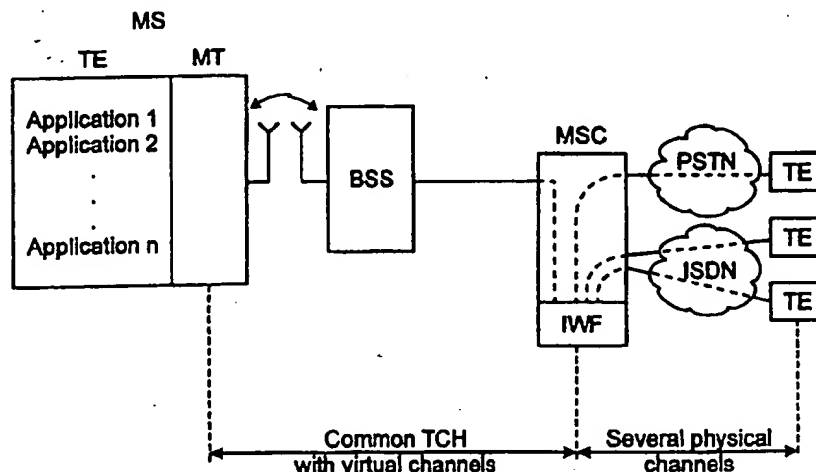 MS
TE MT
Application 1
Application 2
Application n
BSS
MSC
IWF
PSTN
ISDN
TE
TE
TE
Common TCH
with virtual channels
Several physical
channels